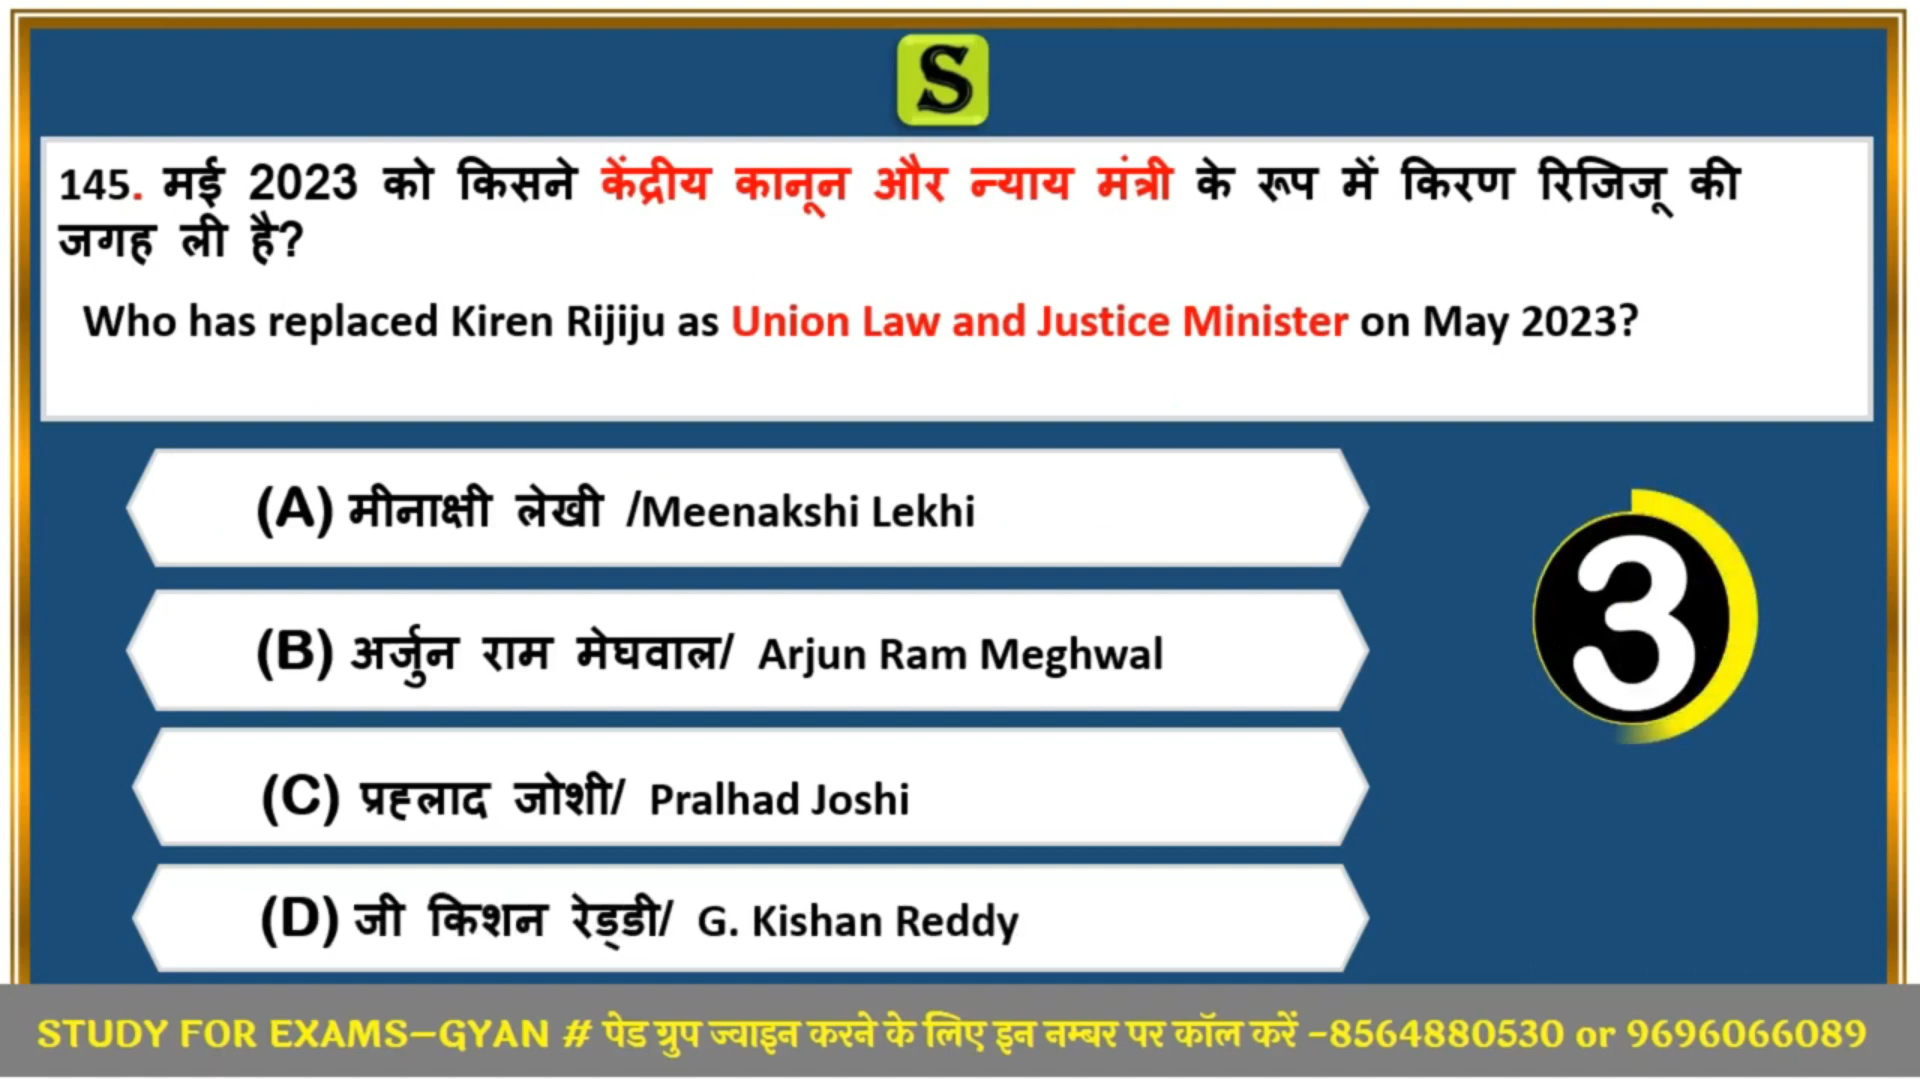 S
145. मई 2023 को किसने केंद्रीय कानून और न्याय मंत्री के रूप में किरण रिजिजू की
जगह ली है?
Who has replaced Kiren Rijiju as Union Law and Justice Minister on May 2023?
(A) मीनाक्षी लेखी /Meenakshi Lekhi
(B) अर्जुन राम मेघवाल/ Arjun Ram Meghwal
3
(C) प्रह्लाद जोशी/ Pralhad Joshi
(D) जी किशन रेड्डी/ G. Kishan Reddy
STUDY FOR EXAMS–GYAN # पेड ग्रुप ज्वाइन करने के लिए इन नम्बर पर कॉल करें –8564880530 or 9696066089